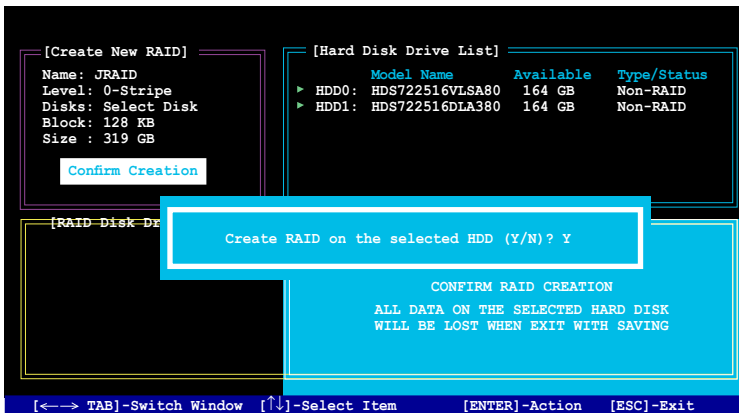 [Create New RAID]
Name: JRAID
Level: 0-Stripe
Disks: Select Disk
Block: 128 KB
Size : 319 GB
Confirm Creation
[Hard Disk Drive List]
Model Name Available Type/Status
HDD0: HDS722516VLSA80 164 GB Non-RAID
HDD1: HDS722516DLA380 164 GB Non-RAID
[RAID Disk Dr
Create RAID on the selected HDD (Y/N)? Y
CONFIRM RAID CREATION
ALL DATA ON THE SELECTED HARD DISK
WILL BE LOST WHEN EXIT WITH SAVING
[←→ TAB]-Switch Window [↑↓]-Select Item [ENTER]-Action [ESC]-Exit